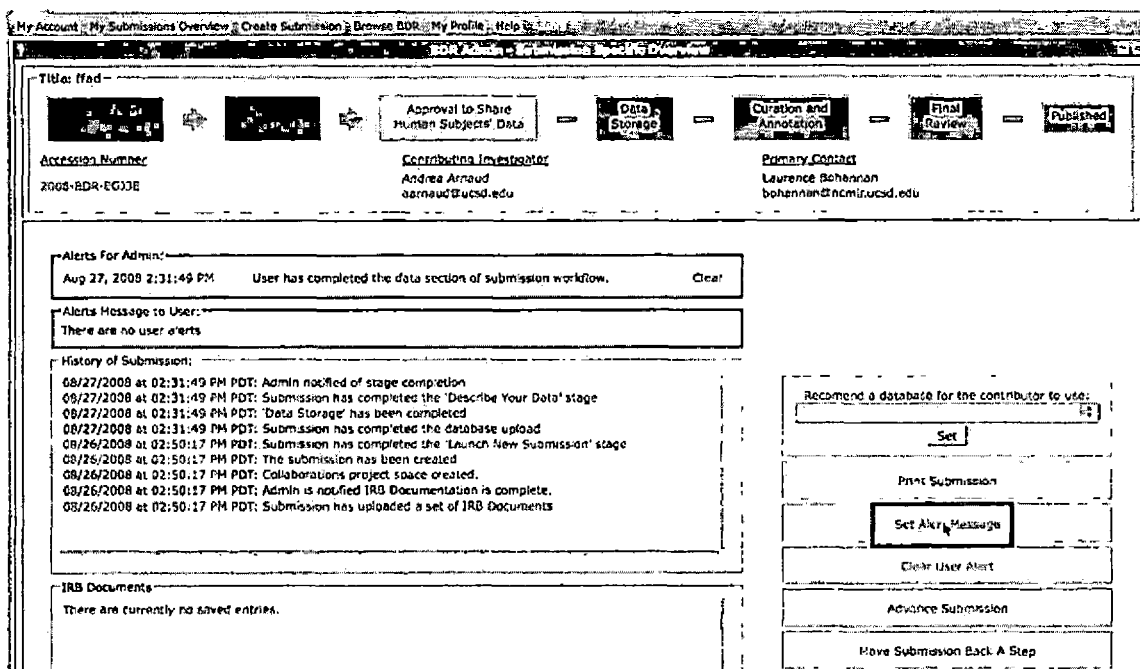 My Account My Submissions Overview Create Submission Browse BDR My Profile Help
BDR Admin - Submission Specific Overview
Title: ffad
Approval to Share Human Subjects' Data
Data Storage
Curation and Annotation
Final Review
Published
Accession Number
Contributing Investigator
Primary Contact
Andrea Arnaud
Laurence Bohannan
aarnaud@ucsd.edu
bohannan@ncmir.ucsd.edu
Alerts For Admin:
Aug 27, 2008 2:31:49 PM User has completed the data section of submission workflow. Clear
Alerts Message to User:
There are no user alerts
History of Submission:
08/27/2008 at 02:31:49 PM PDT: Admin notified of stage completion
08/27/2008 at 02:31:49 PM PDT: Submission has completed the 'Describe Your Data' stage
08/27/2008 at 02:31:49 PM PDT: 'Data Storage' has been completed
08/27/2008 at 02:31:49 PM PDT: Submission has completed the database upload
08/26/2008 at 02:50:17 PM PDT: Submission has completed the 'Launch New Submission' stage
08/26/2008 at 02:50:17 PM PDT: The submission has been created
08/26/2008 at 02:50:17 PM PDT: Collaborations project space created.
08/26/2008 at 02:50:17 PM PDT: Admin is notified IRB Documentation is complete.
08/26/2008 at 02:50:17 PM PDT: Submission has uploaded a set of IRB Documents
Recomend a database for the contributor to use:
Set
Print Submission
Set Alert Message
Clear User Alert
Advance Submission
Move Submission Back A Step
IRB Documents
There are currently no saved entries.